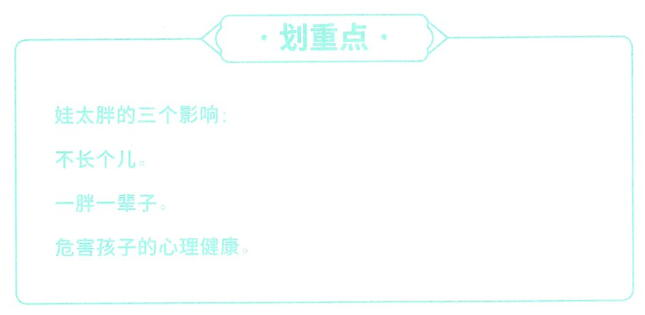 ·划重点·
娃太胖的三个影响：
不长个儿。
一胖一辈子。
危害孩子的心理健康。